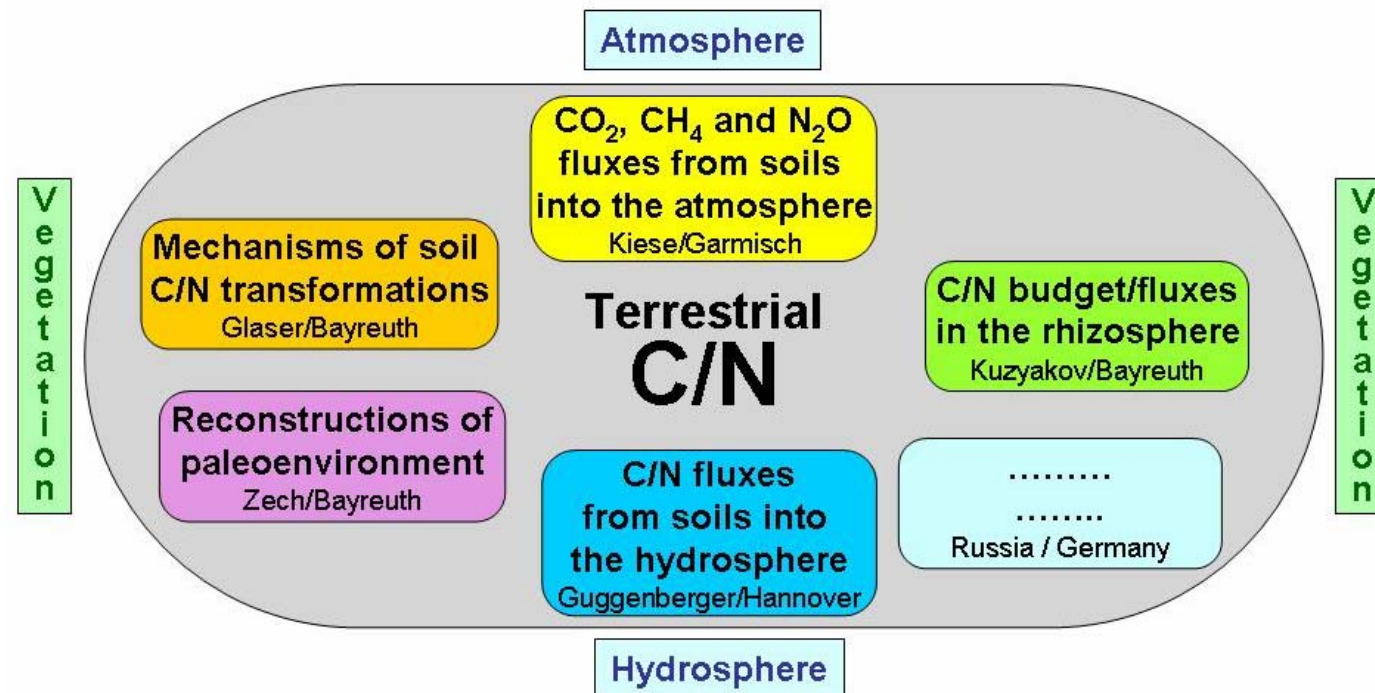 Atmosphere
CO₂, CH₄ and N₂O
fluxes from soils
into the atmosphere
Kiese/Garmisch
Vegetation
Mechanisms of soil
C/N transformations
Glaser/Bayreuth
Terrestrial
C/N
C/N budget/fluxes
in the rhizosphere
Kuzyakov/Bayreuth
Vegetation
Reconstructions of
paleoenvironment
Zech/Bayreuth
C/N fluxes
from soils into
the hydrosphere
Guggenberger/Hannover
.........
........
Russia / Germany
Hydrosphere